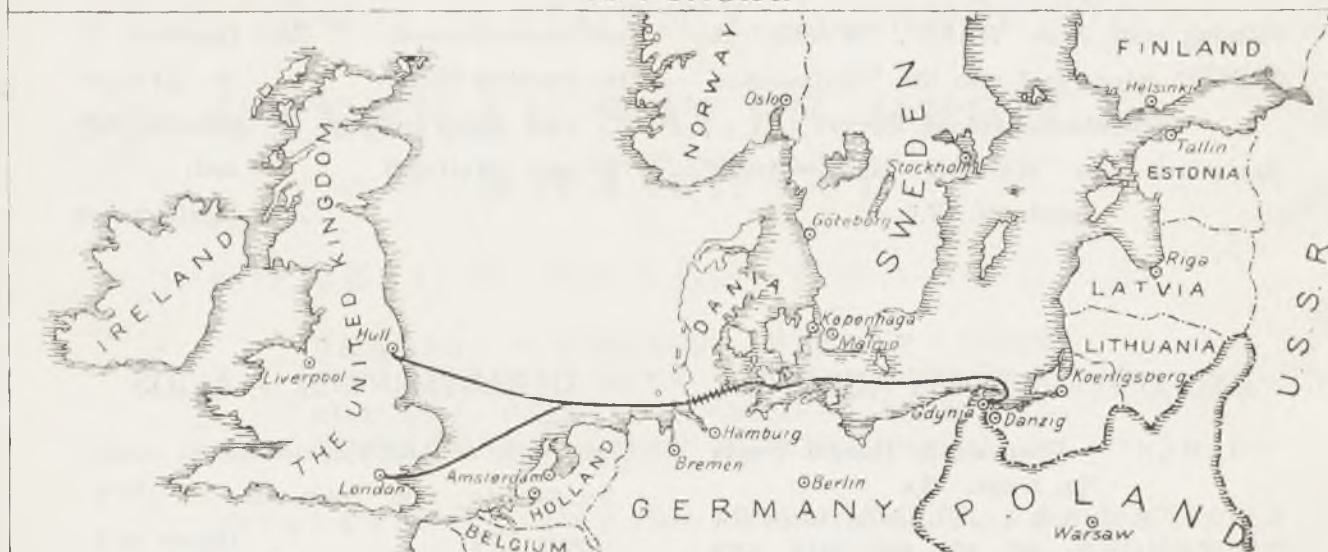 FINLAND
NORWAY
SWEDEN
Oslo
Helsinki
Tallin
Stockholm
ESTONIA
Göteborg
Riga
LATVIA
U.S.S.R
IRELAND
THE UNITED KINGDOM
DANIA
Hull
Kopenhaga
Malmö
LITHUANIA
Liverpool
Koenigsberg
Gdynia
Danzig
Hamburg
Bremen
London
Amsterdam
HOLLAND
Berlin
GERMANY
POLAND
Warsaw
BELGIUM